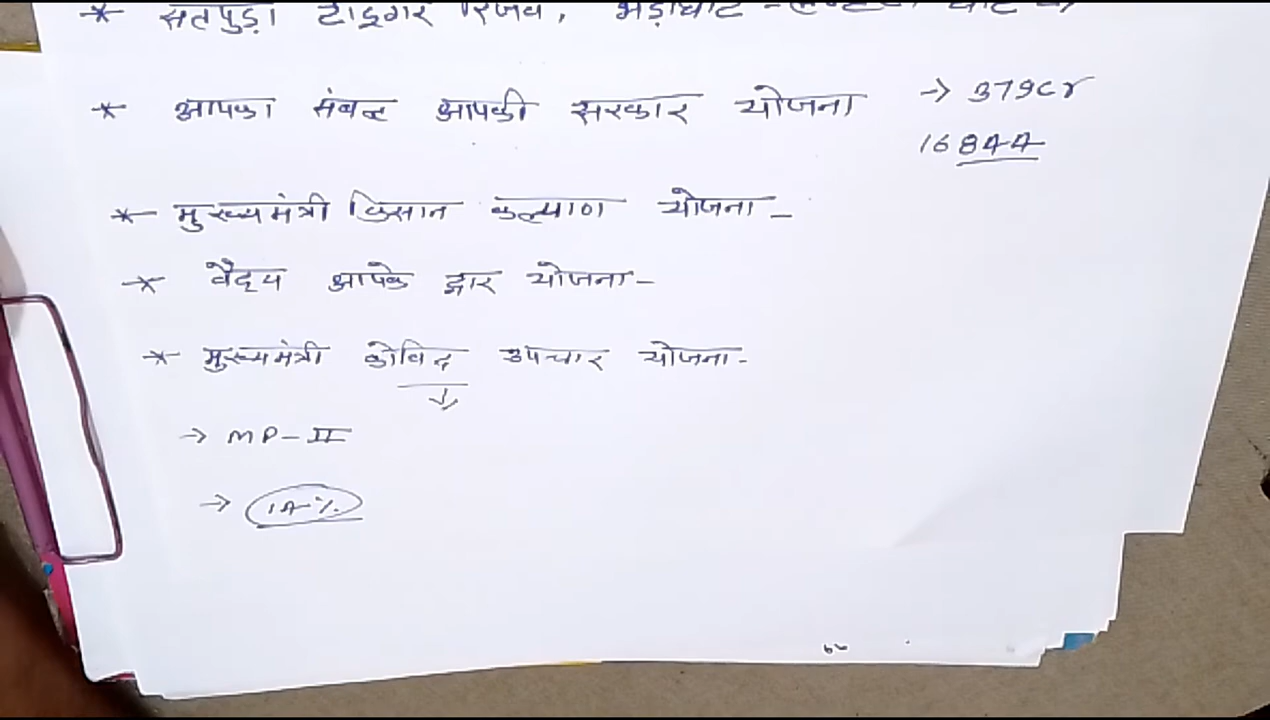 * सतपुड़ा टाइगर रिजर्व, भेड़ाघाट -
* आपका संबल आपकी सरकार योजना → 379Cr
16844
* मुख्यमंत्री किसान कल्याण योजना -
* वैद्य आपके द्वार योजना -
* मुख्यमंत्री कोविद उपचार योजना -
→ MP - II
→ 14%